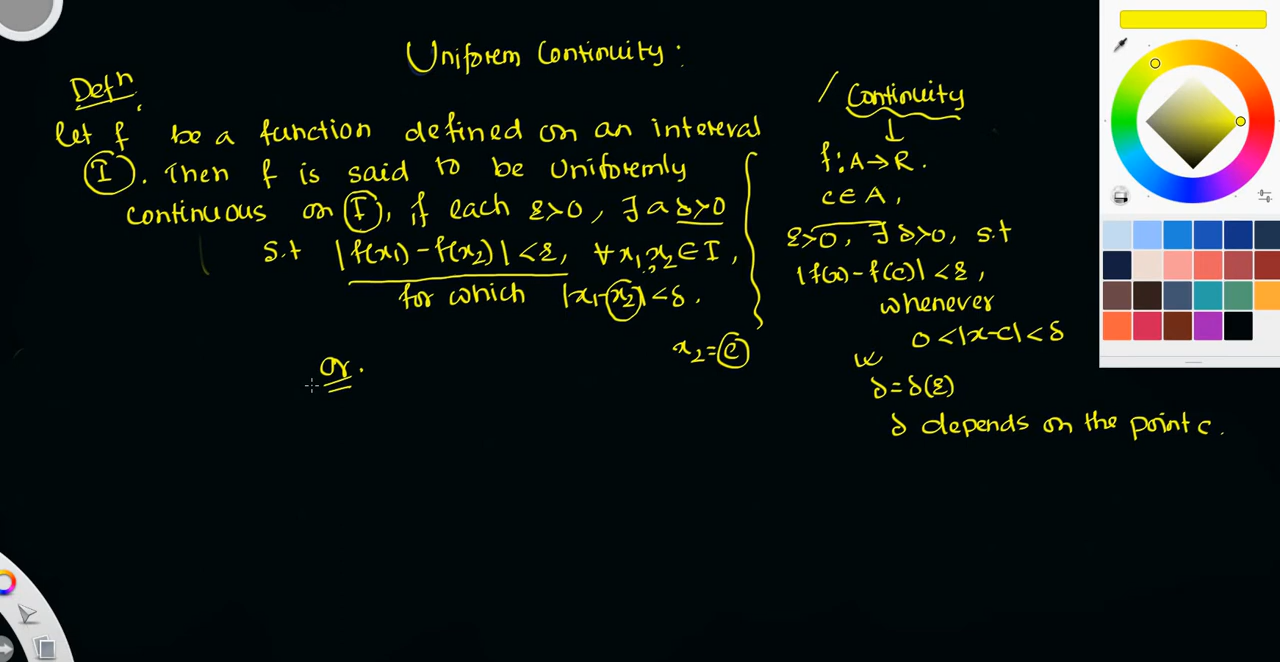 Uniform Continuity:
Defn
Let f be a function defined on an interval
I. Then f is said to be uniformly
continuous on I, if each ε>0, ∃ a δ>0
s.t |f(x₁)-f(x₂)|<ε, ∀ x₁,x₂ ∈ I,
for which |x₁-x₂|<δ.
x₂=c
or.
/ Continuity
↓
f:A→R.
c∈A,
ε>0, ∃ δ>0, s.t
|f(x)-f(c)|<ε,
whenever
0<|x-c|<δ
δ=δ(ε)
δ depends on the point c.